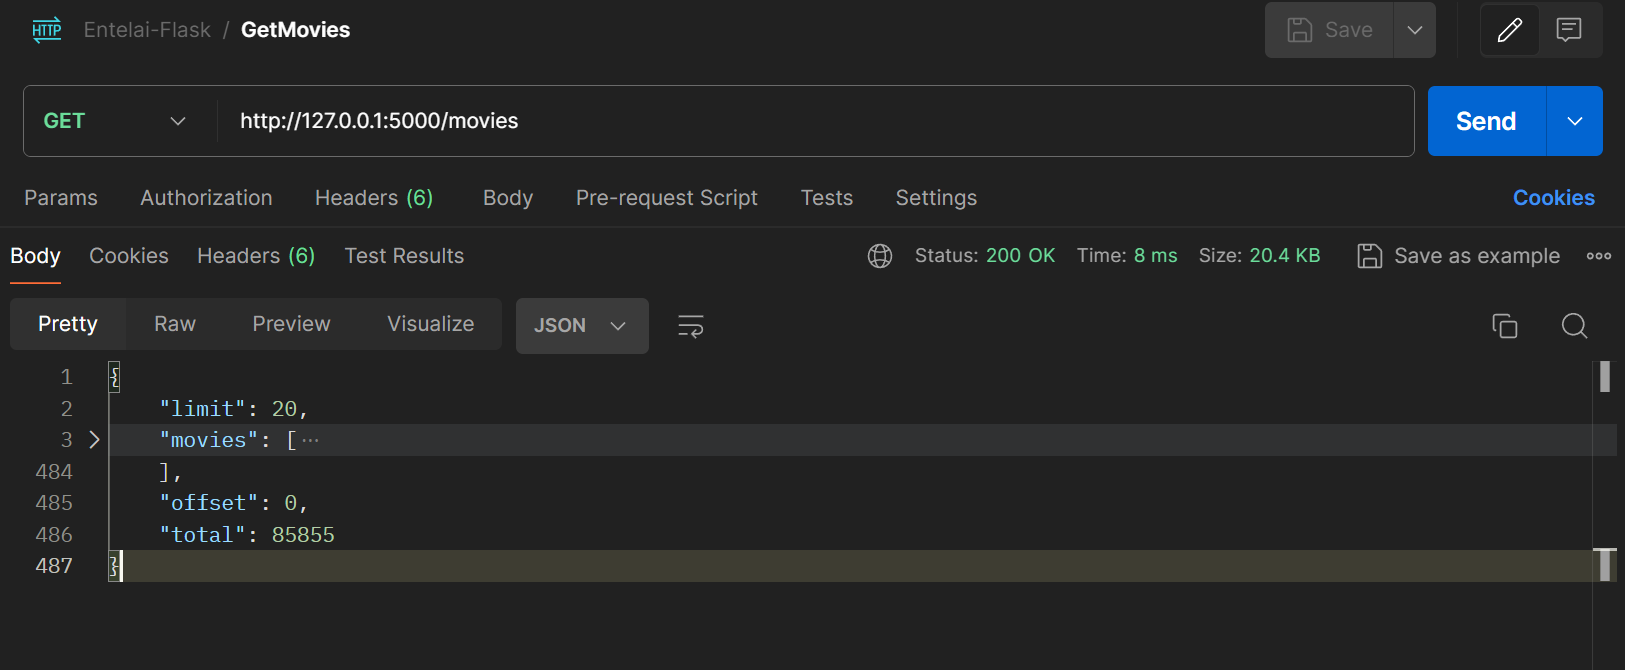 HTTP Entelai-Flask / GetMovies Save
GET http://127.0.0.1:5000/movies Send
Params Authorization Headers (6) Body Pre-request Script Tests Settings Cookies
Body Cookies Headers (6) Test Results Status: 200 OK Time: 8 ms Size: 20.4 KB Save as example
Pretty Raw Preview Visualize JSON
1 {
2 "limit": 20,
3 "movies": [ ···
484 ],
485 "offset": 0,
486 "total": 85855
487 }